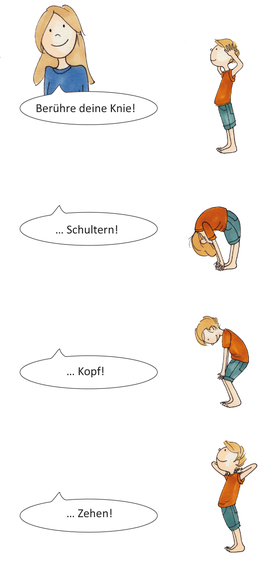 Berühre deine Knie!
... Schultern!
... Kopf!
... Zehen!